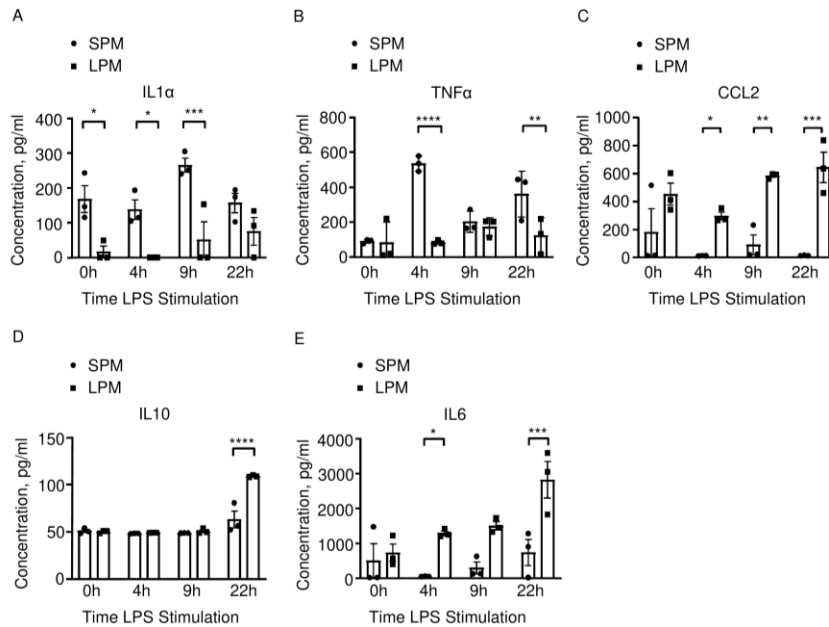 A
SPM
LPM
IL1α
Concentration, pg/ml
400
300
200
100
0
*
*
***
0h 4h 9h 22h
Time LPS Stimulation
B
SPM
LPM
TNFα
Concentration, pg/ml
800
600
400
200
0
****
**
0h 4h 9h 22h
Time LPS Stimulation
C
SPM
LPM
CCL2
Concentration, pg/ml
1000
800
600
400
200
0
*
**
***
0h 4h 9h 22h
Time LPS Stimulation
D
SPM
LPM
IL10
Concentration, pg/ml
150
100
50
0
****
0h 4h 9h 22h
Time LPS Stimulation
E
SPM
LPM
IL6
Concentration, pg/ml
4000
3000
2000
1000
0
*
***
0h 4h 9h 22h
Time LPS Stimulation